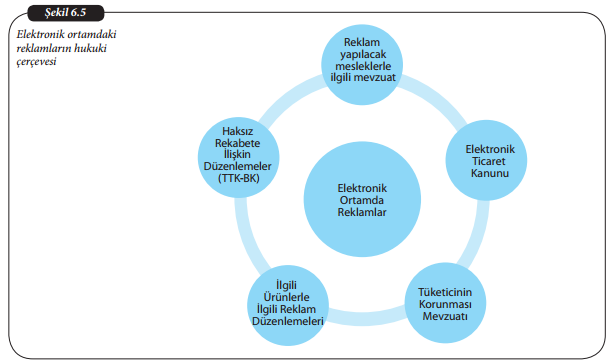 Şekil 6.5
Elektronik ortamdaki
reklamların hukuki
çerçevesi
Reklam
yapılacak
mesleklerle
ilgili mevzuat
Elektronik
Ticaret
Kanunu
Tüketicinin
Korunması
Mevzuatı
İlgili
Ürünlerle
İlgili Reklam
Düzenlemeleri
Haksız
Rekabete
İlişkin
Düzenlemeler
(TTK-BK)
Elektronik
Ortamda
Reklamlar